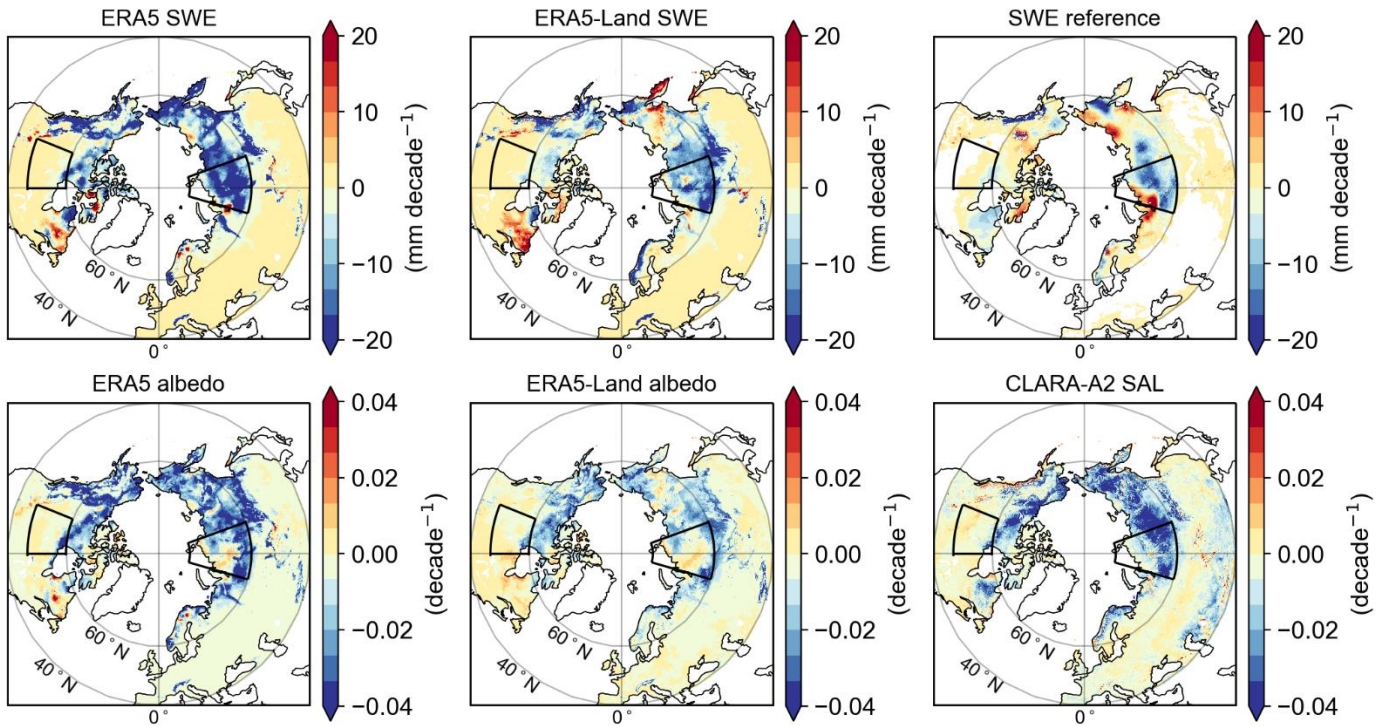 ERA5 SWE
20
10
0
−10
−20
(mm decade⁻¹)
60°N
40°N
0°
ERA5-Land SWE
20
10
0
−10
−20
(mm decade⁻¹)
60°N
40°N
0°
SWE reference
20
10
0
−10
−20
(mm decade⁻¹)
60°N
40°N
0°
ERA5 albedo
0.04
0.02
0.00
−0.02
−0.04
(decade⁻¹)
60°N
40°N
0°
ERA5-Land albedo
0.04
0.02
0.00
−0.02
−0.04
(decade⁻¹)
60°N
40°N
0°
CLARA-A2 SAL
0.04
0.02
0.00
−0.02
−0.04
(decade⁻¹)
60°N
40°N
0°